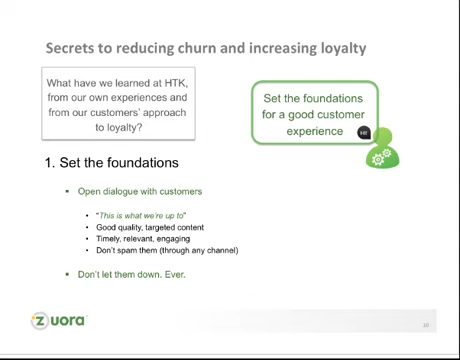 Secrets to reducing churn and increasing loyalty
What have we learned at HTK,
from our own experiences and
from our customers' approach
to loyalty?
Set the foundations
for a good customer
experience
1. Set the foundations
▪ Open dialogue with customers
• "This is what we're up to"
• Good quality, targeted content
• Timely, relevant, engaging
• Don't spam them (through any channel)
▪ Don't let them down. Ever.
zuora
10